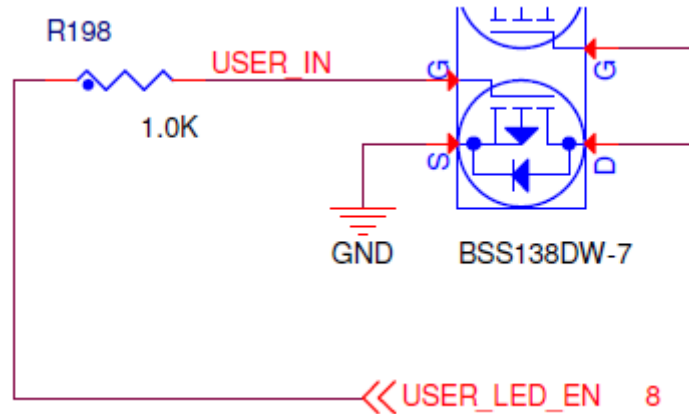 R198
USER_IN
G
G
1.0K
S
D
GND
BSS138DW-7
USER_LED_EN 8